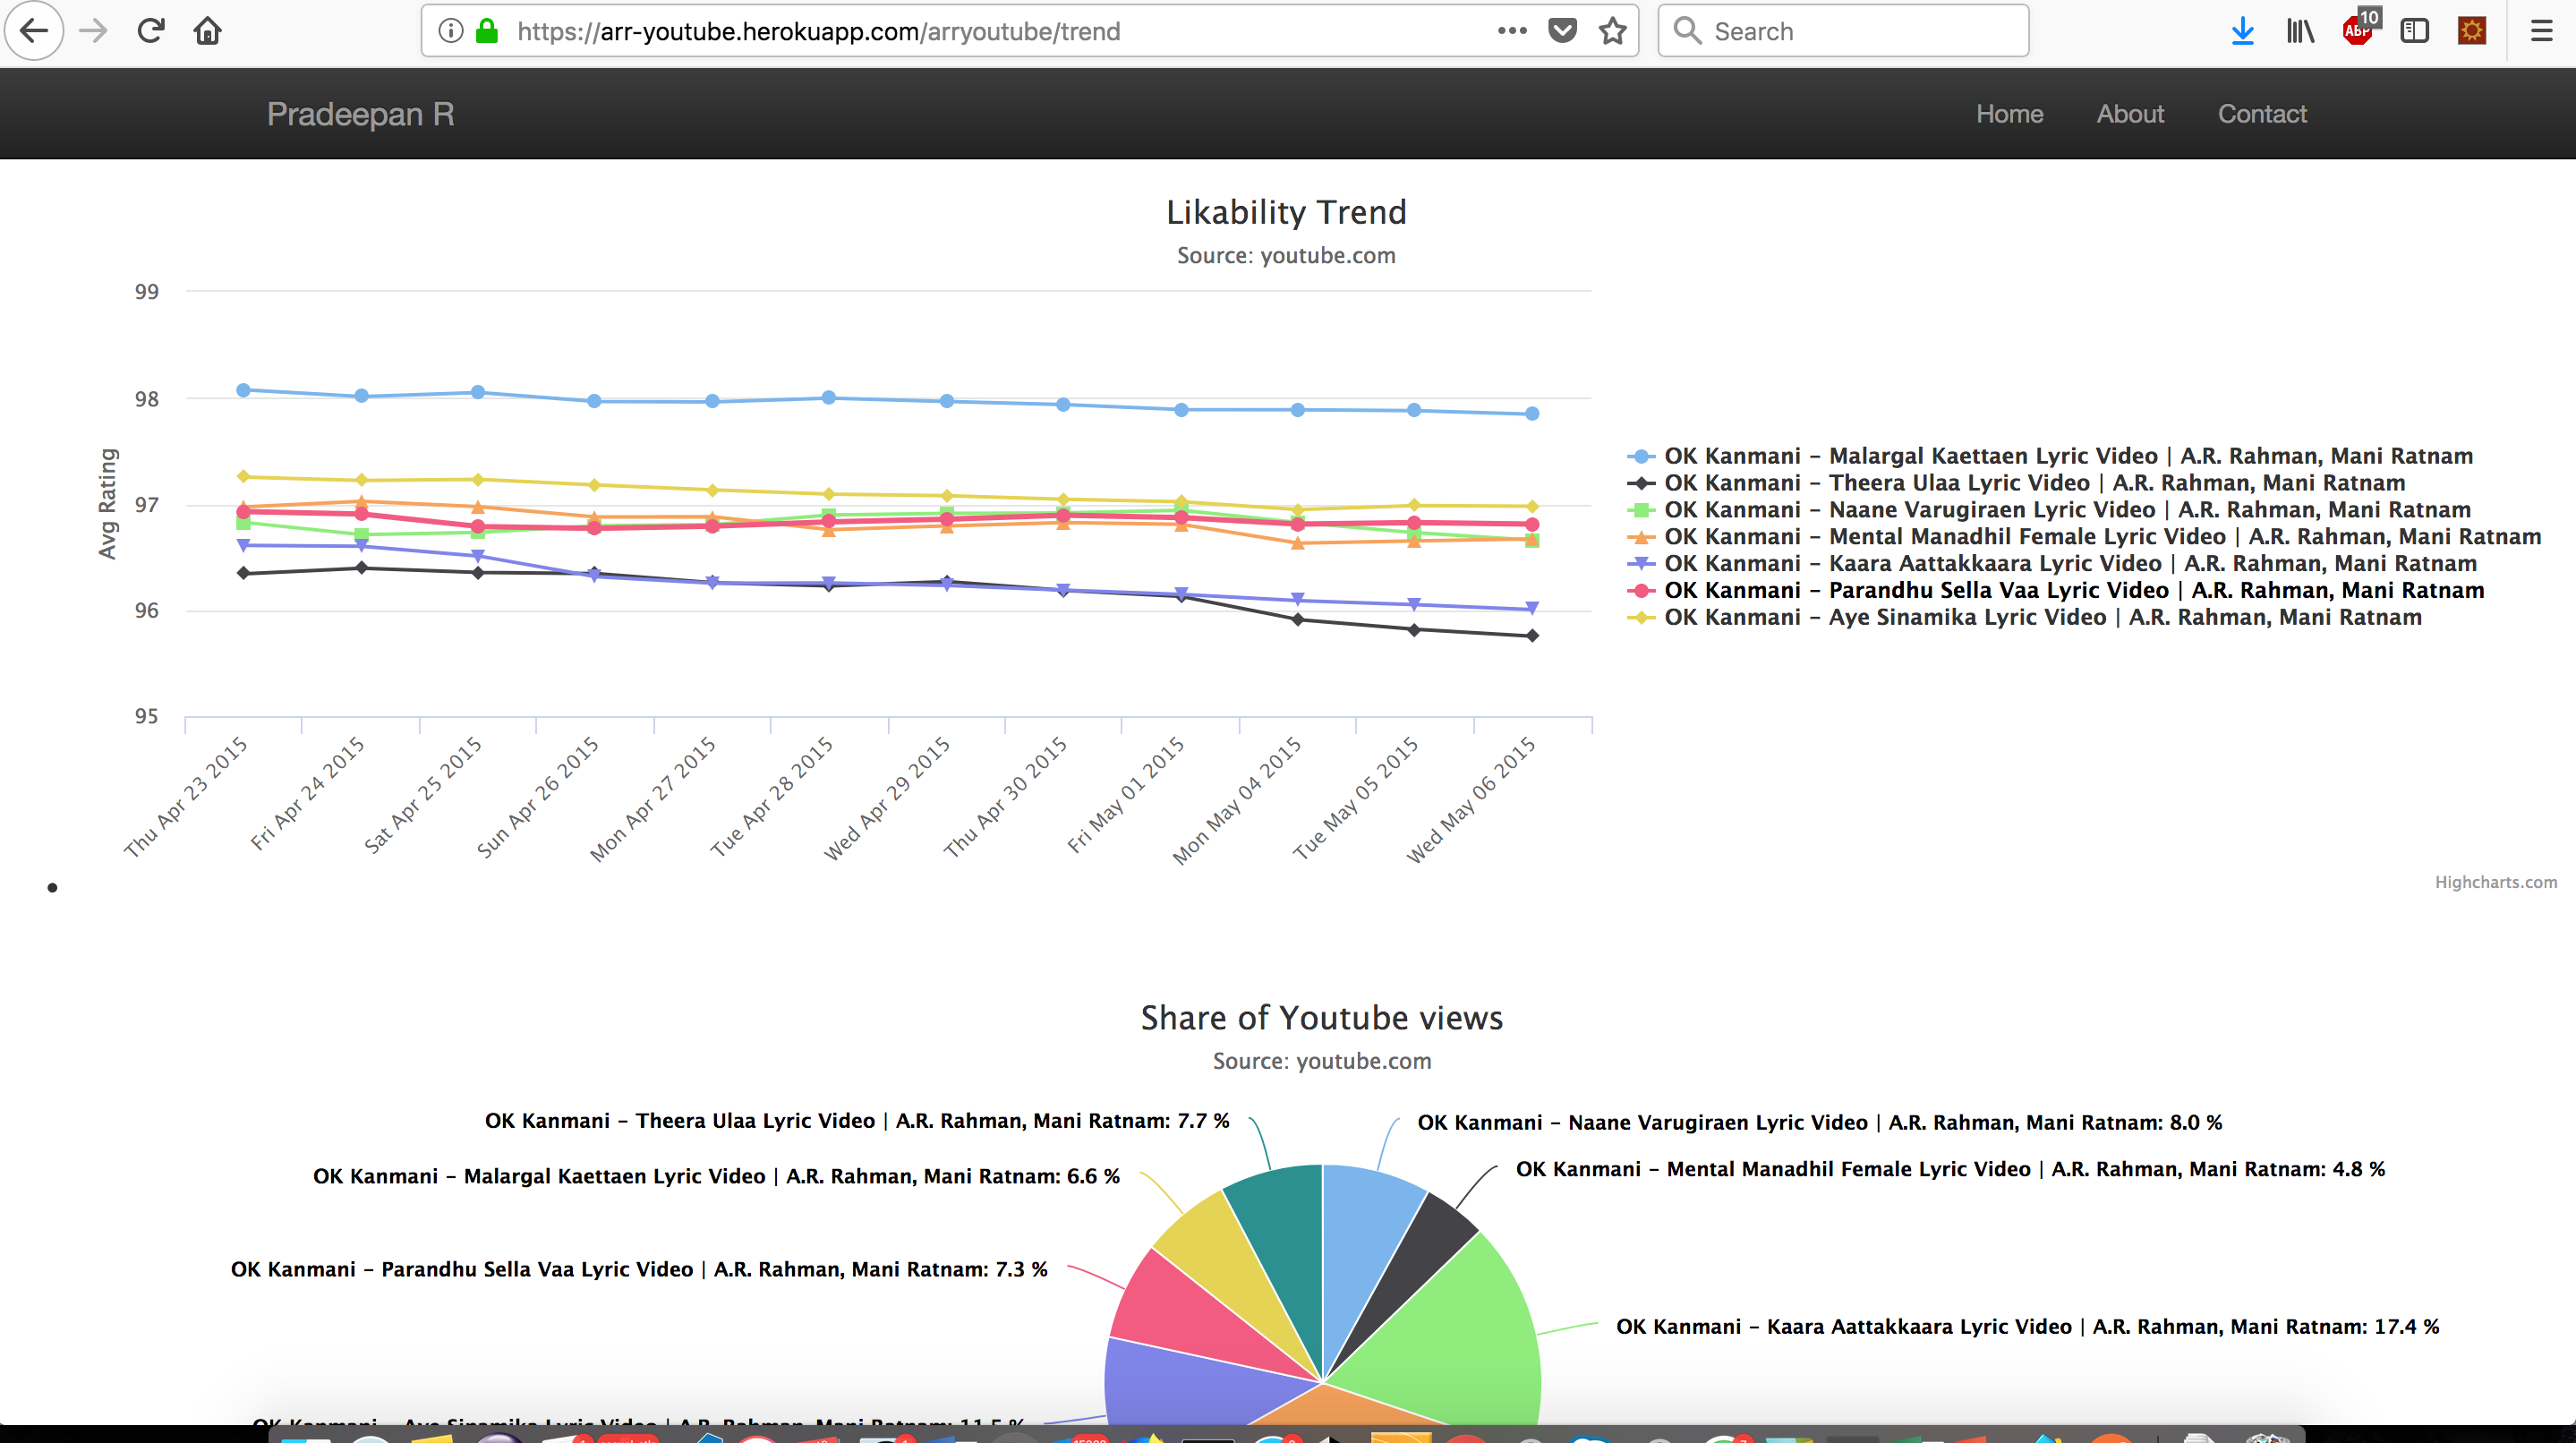 https://arr-youtube.herokuapp.com/arryoutube/trend
Search
10
ABP
Pradeepan R
Home
About
Contact
Likability Trend
Source: youtube.com
Avg Rating
99
98
97
96
95
Thu Apr 23 2015
Fri Apr 24 2015
Sat Apr 25 2015
Sun Apr 26 2015
Mon Apr 27 2015
Tue Apr 28 2015
Wed Apr 29 2015
Thu Apr 30 2015
Fri May 01 2015
Mon May 04 2015
Tue May 05 2015
Wed May 06 2015
OK Kanmani - Malargal Kaettaen Lyric Video | A.R. Rahman, Mani Ratnam
OK Kanmani - Theera Ulaa Lyric Video | A.R. Rahman, Mani Ratnam
OK Kanmani - Naane Varugiraen Lyric Video | A.R. Rahman, Mani Ratnam
OK Kanmani - Mental Manadhil Female Lyric Video | A.R. Rahman, Mani Ratnam
OK Kanmani - Kaara Aattakkaara Lyric Video | A.R. Rahman, Mani Ratnam
OK Kanmani - Parandhu Sella Vaa Lyric Video | A.R. Rahman, Mani Ratnam
OK Kanmani - Aye Sinamika Lyric Video | A.R. Rahman, Mani Ratnam
Highcharts.com
Share of Youtube views
Source: youtube.com
OK Kanmani - Theera Ulaa Lyric Video | A.R. Rahman, Mani Ratnam: 7.7 %
OK Kanmani - Naane Varugiraen Lyric Video | A.R. Rahman, Mani Ratnam: 8.0 %
OK Kanmani - Malargal Kaettaen Lyric Video | A.R. Rahman, Mani Ratnam: 6.6 %
OK Kanmani - Mental Manadhil Female Lyric Video | A.R. Rahman, Mani Ratnam: 4.8 %
OK Kanmani - Parandhu Sella Vaa Lyric Video | A.R. Rahman, Mani Ratnam: 7.3 %
OK Kanmani - Kaara Aattakkaara Lyric Video | A.R. Rahman, Mani Ratnam: 17.4 %
OK Kanmani - Aye Sinamika Lyric Video | A.R. Rahman, Mani Ratnam: 11.5 %